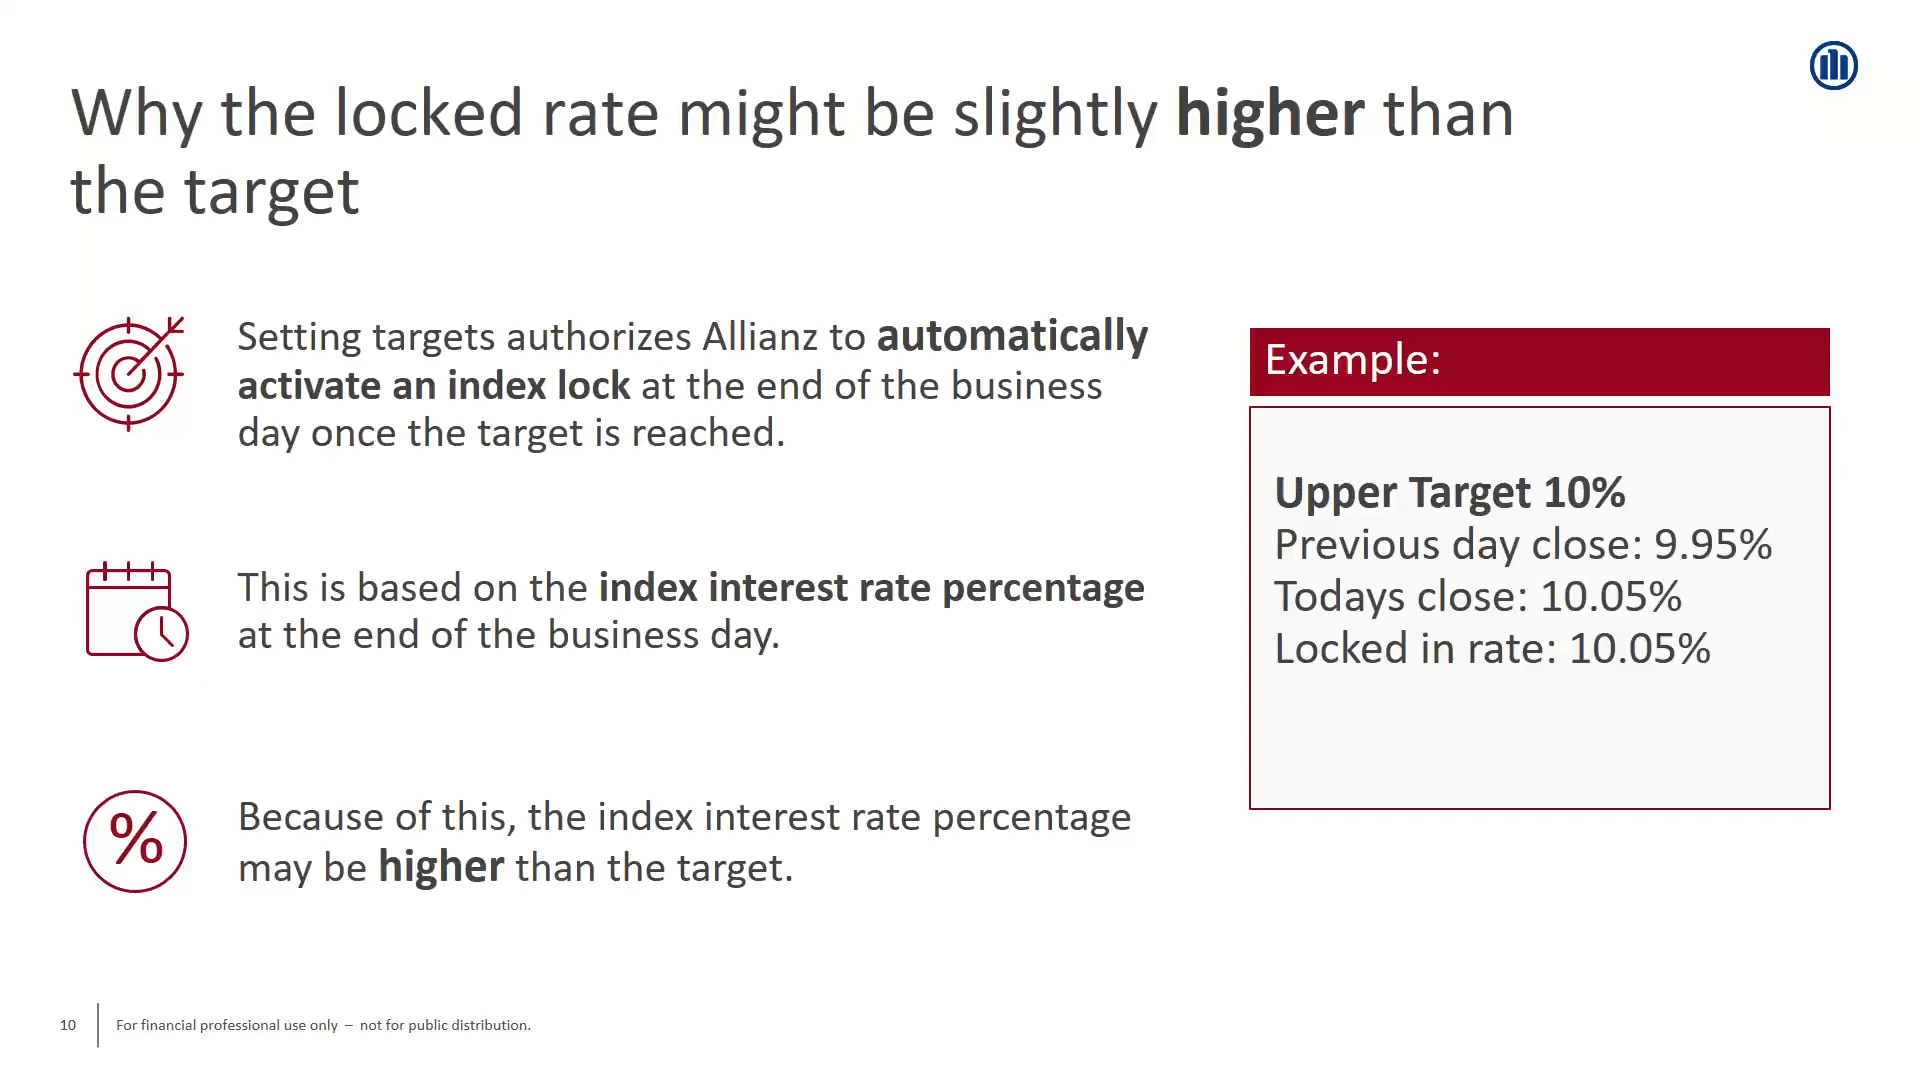 Why the locked rate might be slightly higher than
the target
Setting targets authorizes Allianz to automatically
activate an index lock at the end of the business
day once the target is reached.
This is based on the index interest rate percentage
at the end of the business day.
%
Because of this, the index interest rate percentage
may be higher than the target.
Example:
Upper Target 10%
Previous day close: 9.95%
Todays close: 10.05%
Locked in rate: 10.05%
10
For financial professional use only – not for public distribution.